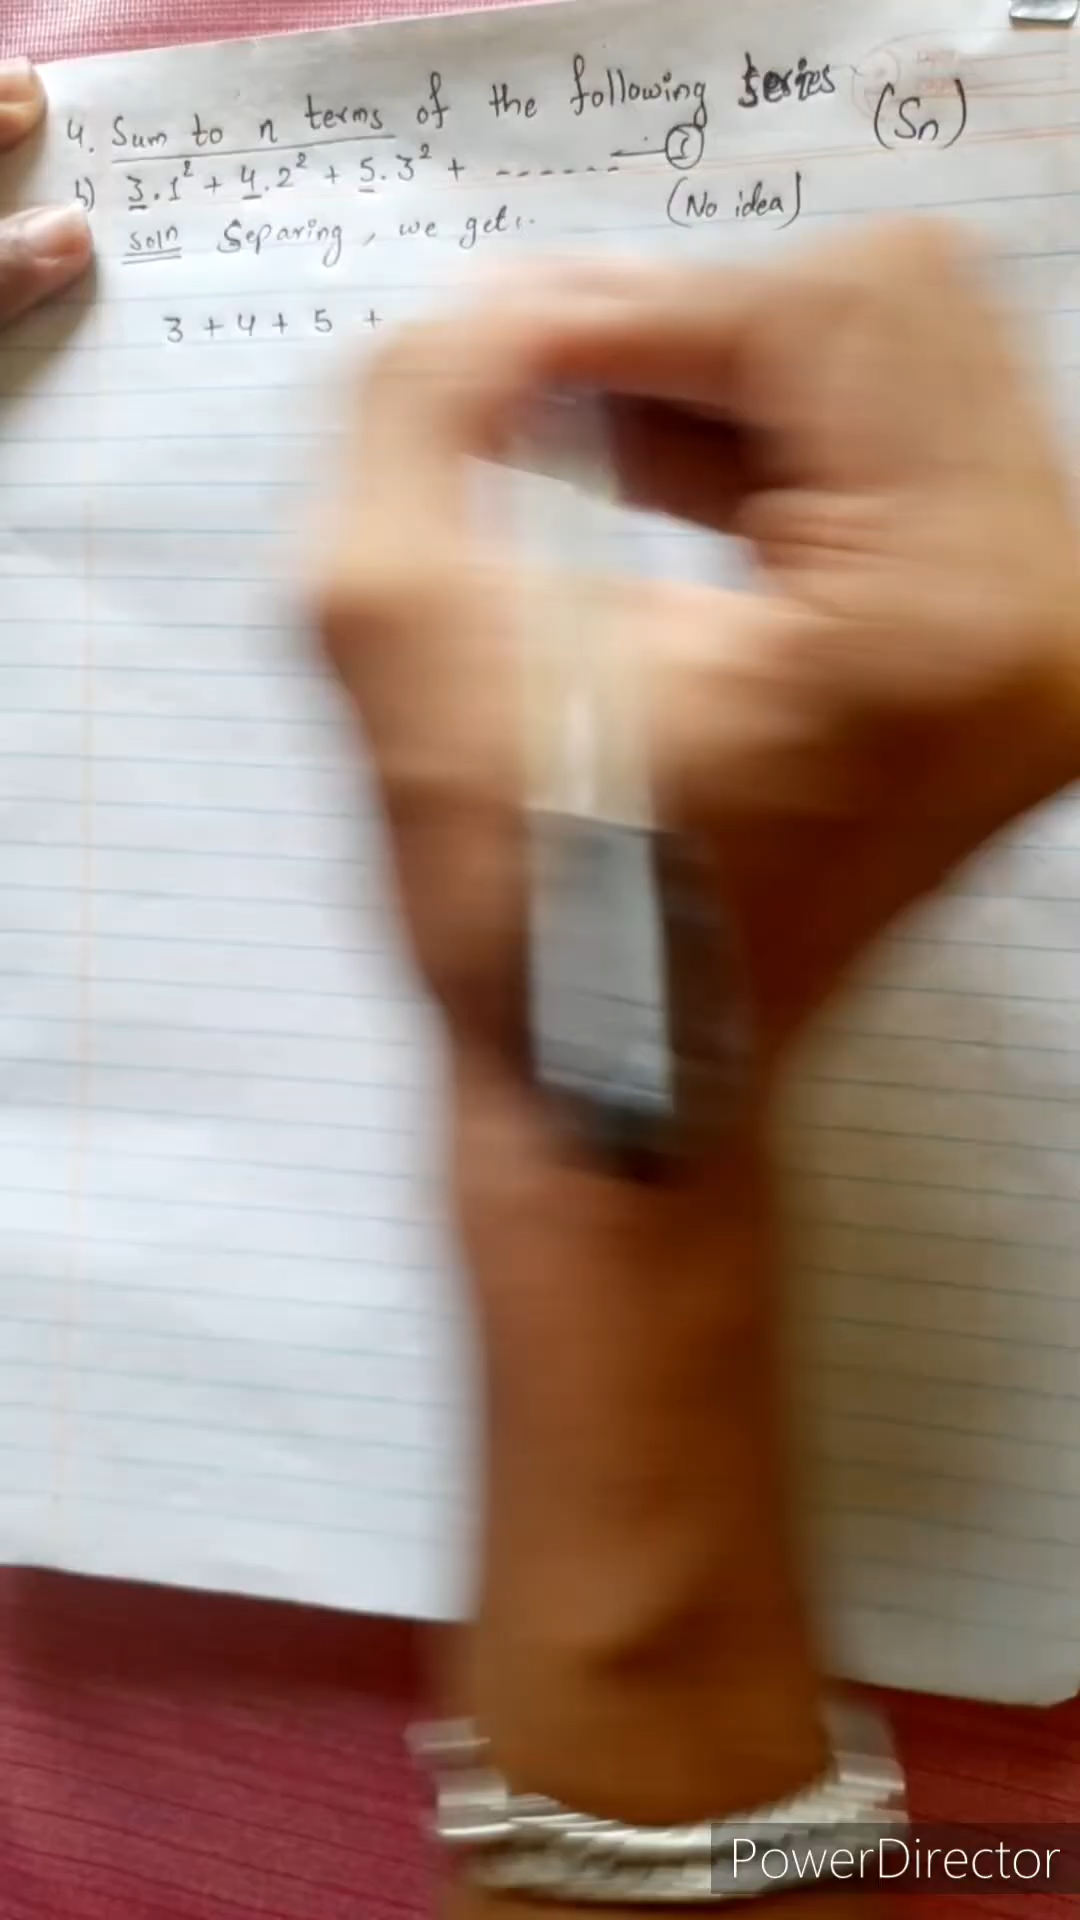 4. Sum to n terms of the following series (Sn)
b) 3.1² + 4.2² + 5.3² + ------- —①
(No idea)
Soln Separing, we get,..
3 + 4 + 5 +
PowerDirector